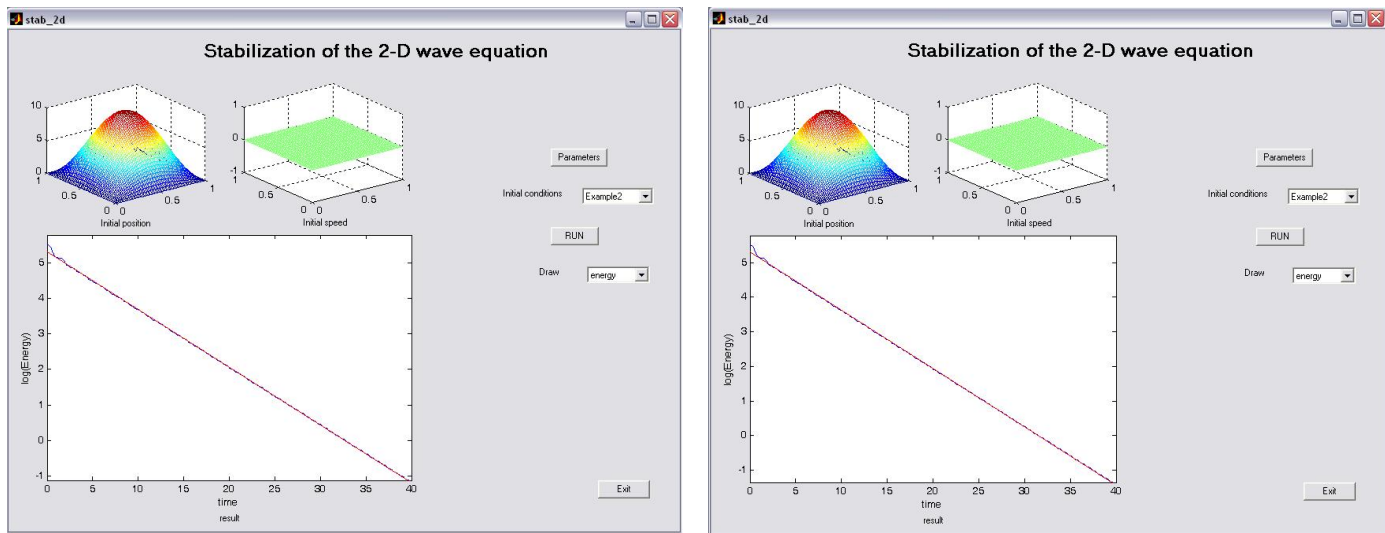 stab_2d
Stabilization of the 2-D wave equation
10
5
0
1
0.5
0
0
0.5
1
Initial position
1
0
-1
1
0.5
0
0
0.5
1
Initial speed
Parameters
Initial conditions
Example2
RUN
Draw
energy
5
4
3
2
1
0
-1
log(Energy)
0 5 10 15 20 25 30 35 40
time
result
Exit
stab_2d
Stabilization of the 2-D wave equation
10
5
0
1
0.5
0
0
0.5
1
Initial position
1
0
-1
1
0.5
0
0
0.5
1
Initial speed
Parameters
Initial conditions
Example2
RUN
Draw
energy
5
4
3
2
1
0
-1
log(Energy)
0 5 10 15 20 25 30 35 40
time
result
Exit